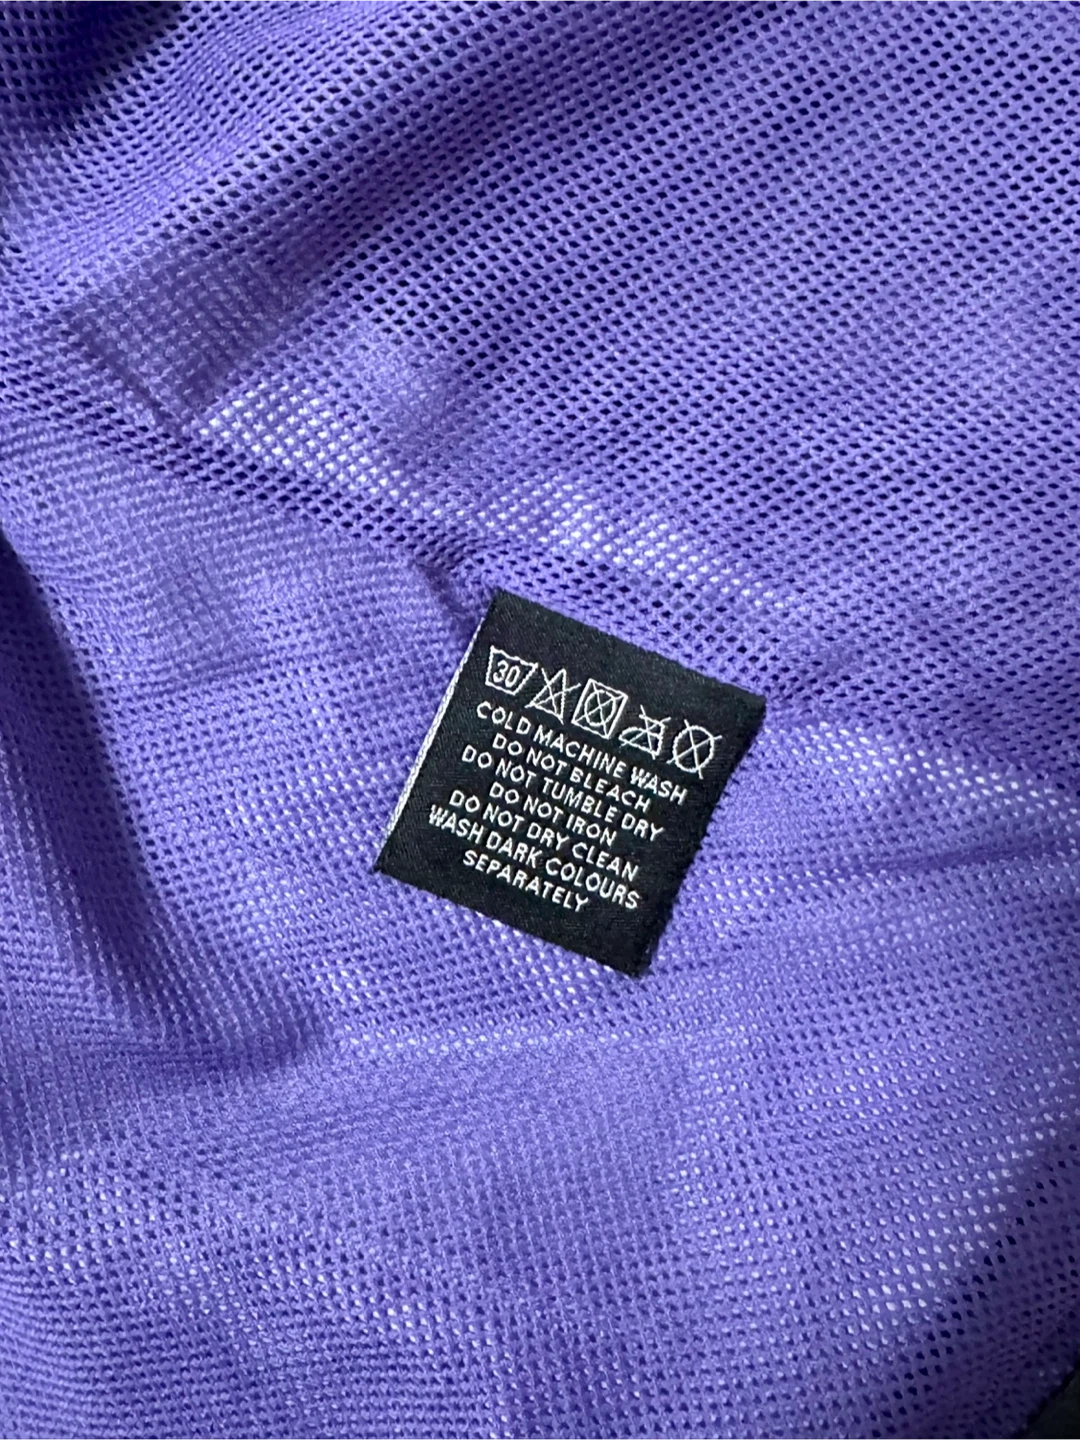 30
COLD MACHINE WASH
DO NOT BLEACH
DO NOT TUMBLE DRY
DO NOT IRON
DO NOT DRY CLEAN
WASH DARK COLOURS
SEPARATELY